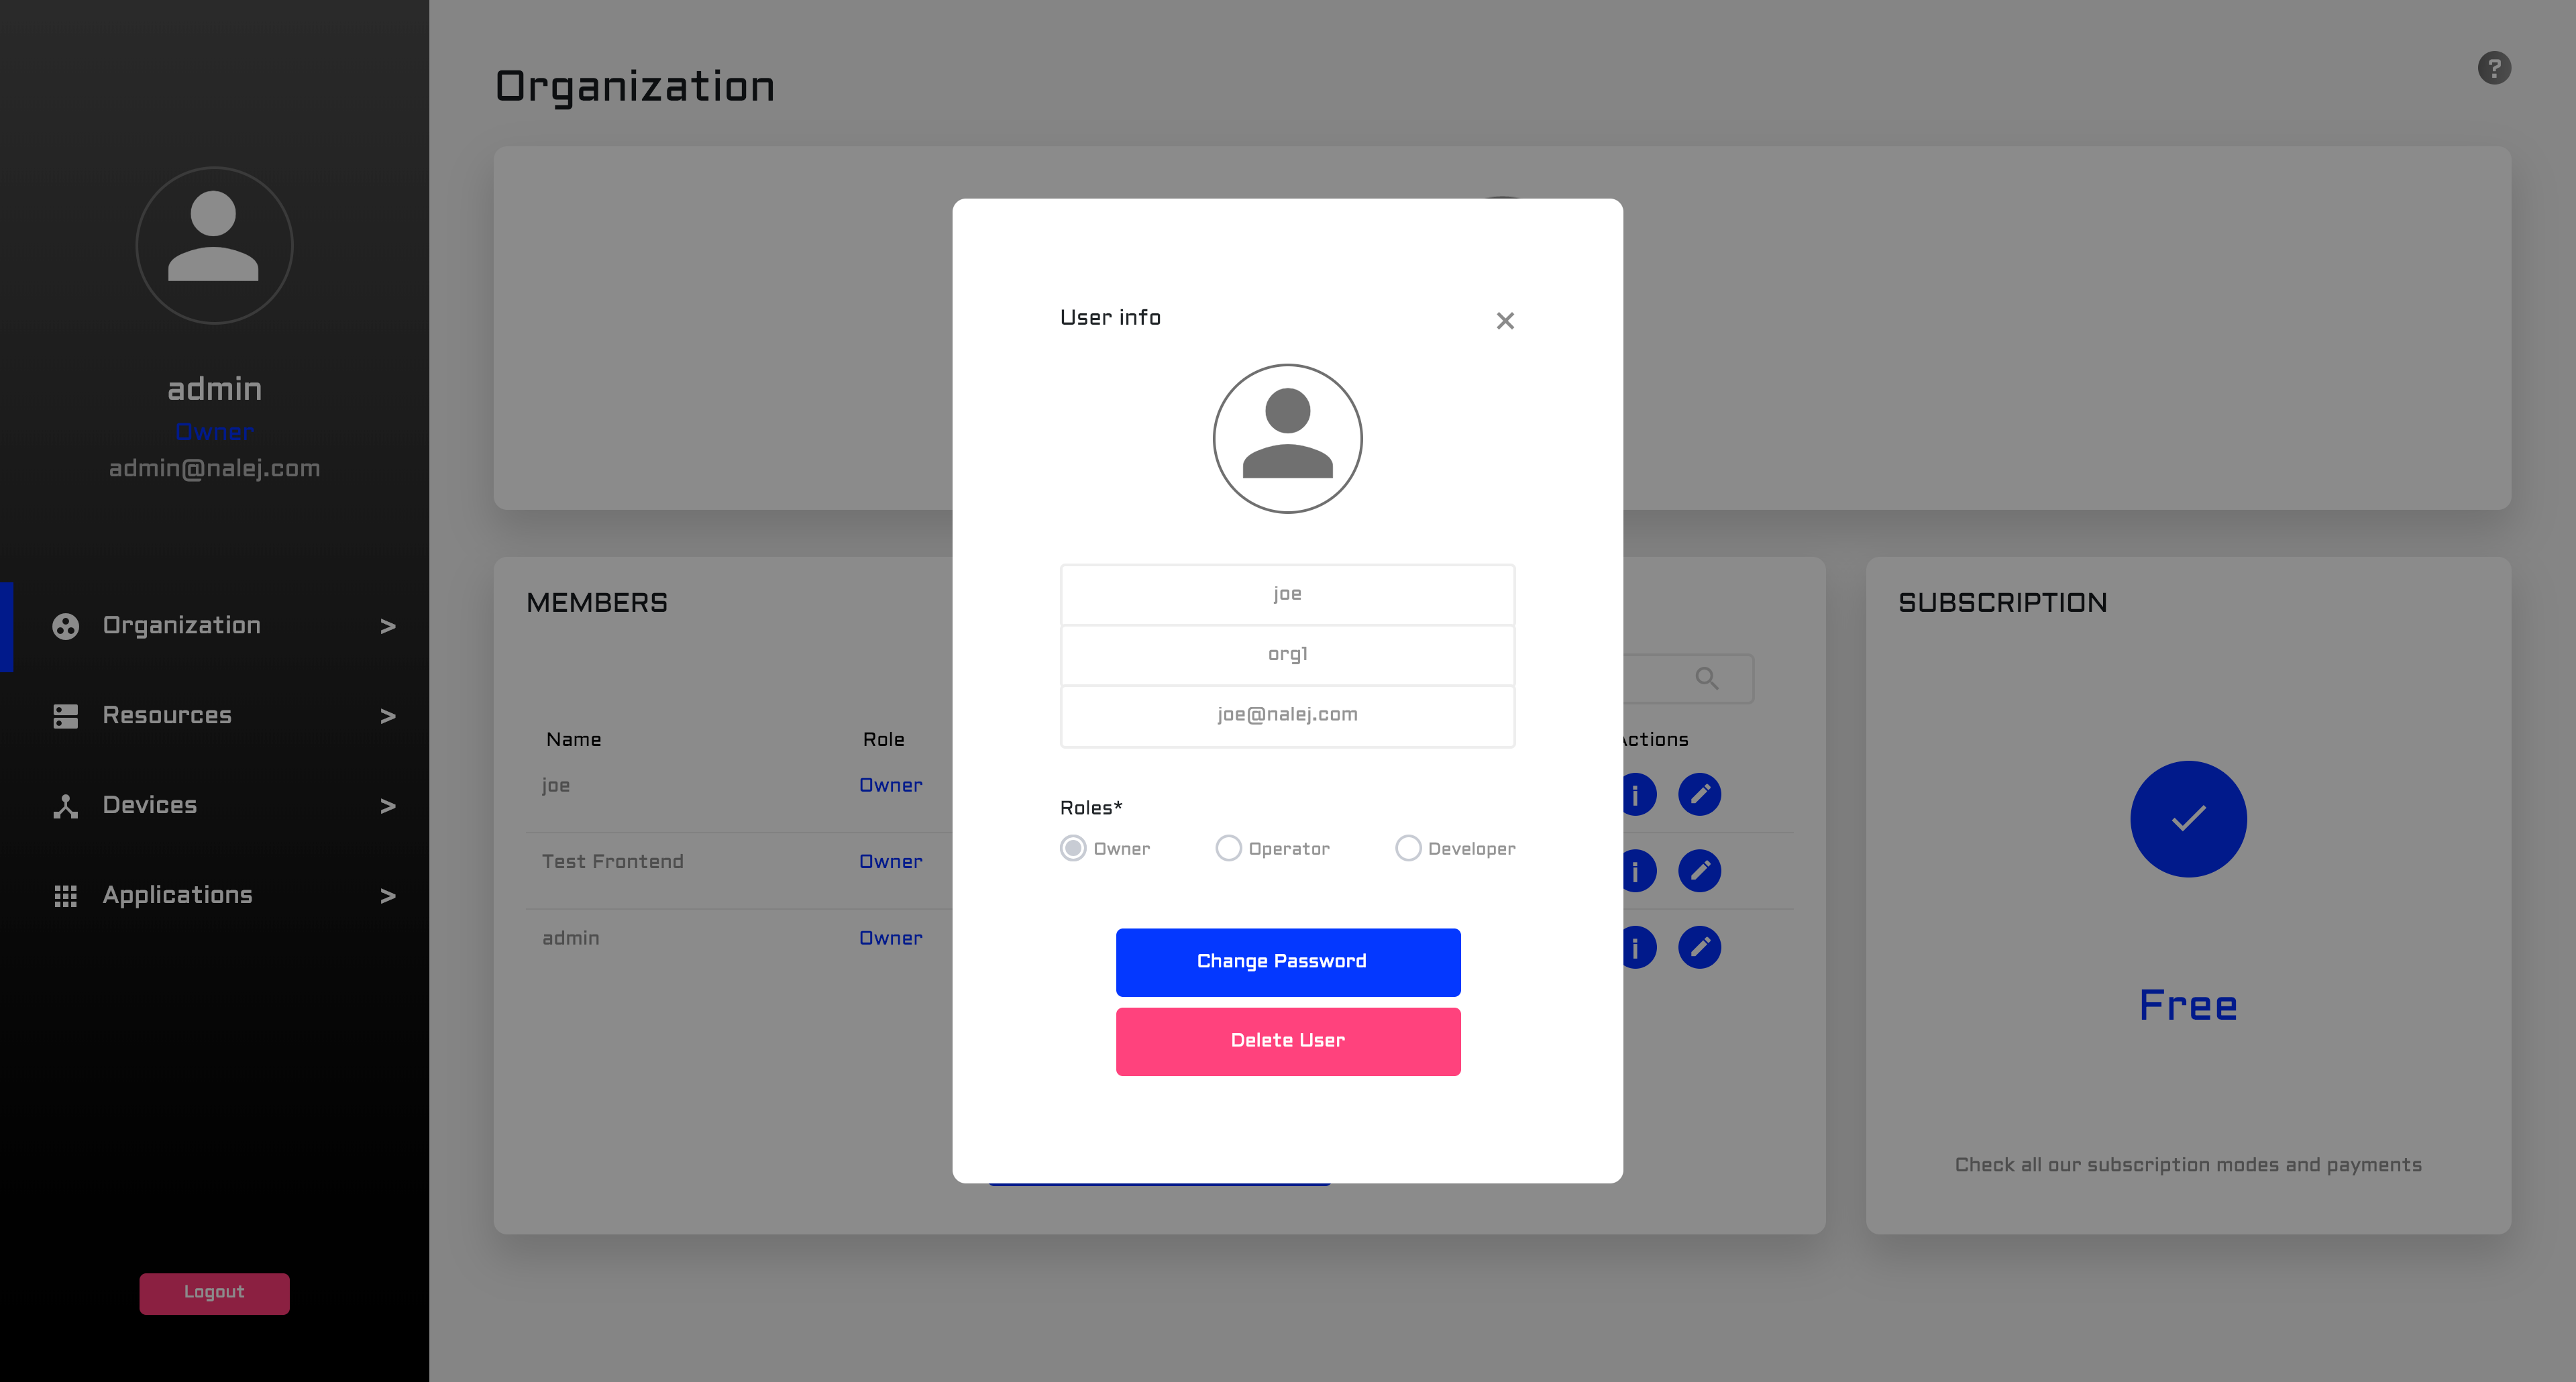 Organization
?
admin
Owner
admin@nalej.com
Organization >
Resources >
Devices >
Applications >
Logout
MEMBERS
Name Role Actions
joe Owner
Test Frontend Owner
admin Owner
SUBSCRIPTION
Free
Check all our subscription modes and payments
User info
joe
org1
joe@nalej.com
Roles*
Owner Operator Developer
Change Password
Delete User